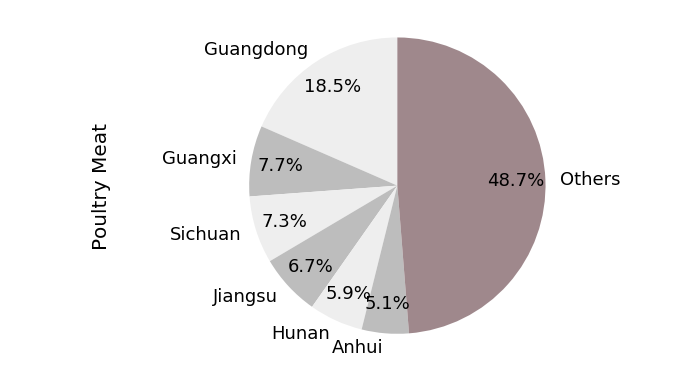 Poultry Meat
Guangdong
18.5%
Guangxi
7.7%
Sichuan
7.3%
Jiangsu
6.7%
Hunan
5.9%
Anhui
5.1%
Others
48.7%